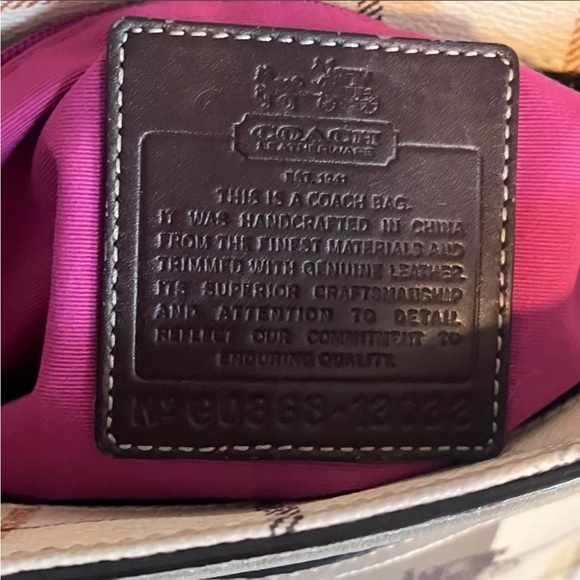 COACH
LEATHERWARE
EST. 1941
THIS IS A COACH BAG.
IT WAS HANDCRAFTED IN CHINA
FROM THE FINEST MATERIALS AND
TRIMMED WITH GENUINE LEATHER.
ITS SUPERIOR CRAFTSMANSHIP
AND ATTENTION TO DETAIL
REFLECT OUR COMMITMENT TO
ENDURING QUALITY.